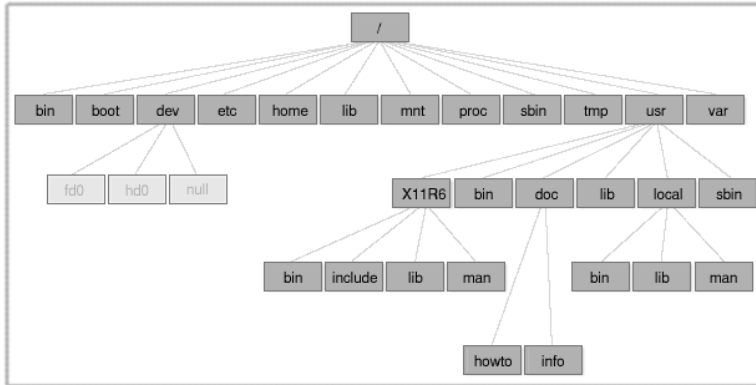 /
bin boot dev etc home lib mnt proc sbin tmp usr var
fd0 hd0 null X11R6 bin doc lib local sbin
bin include lib man bin lib man
howto info